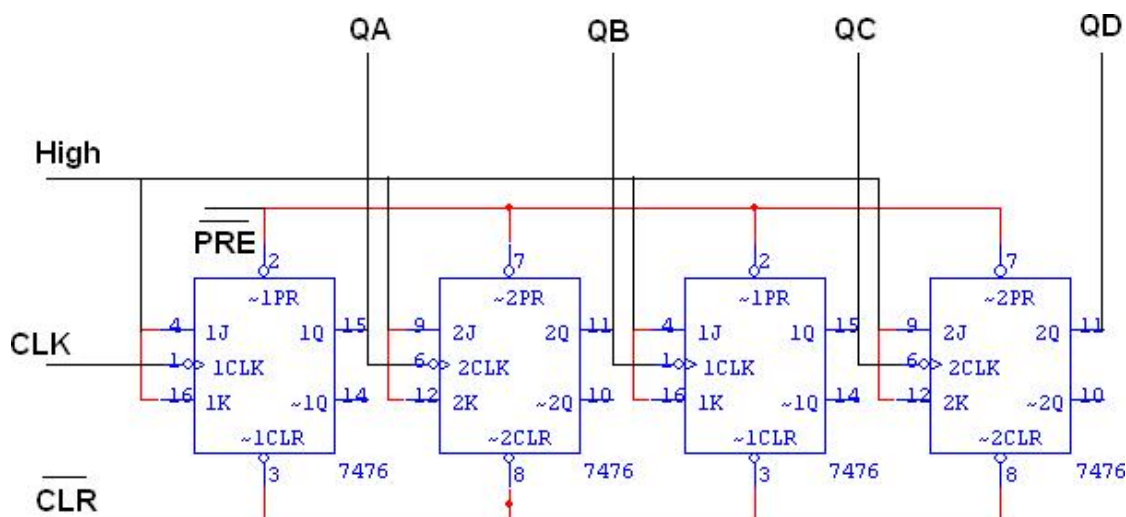 QA QB QC QD
High
PRE
2 7 2 7
~1PR ~2PR ~1PR ~2PR
4 1J 1Q 15 9 2J 2Q 11 4 1J 1Q 15 9 2J 2Q 11
CLK 1 1CLK 6 2CLK 1 1CLK 6 2CLK
16 1K ~1Q 14 12 2K ~2Q 10 16 1K ~1Q 14 12 2K ~2Q 10
~1CLR ~2CLR ~1CLR ~2CLR
3 7476 8 7476 3 7476 8 7476
CLR